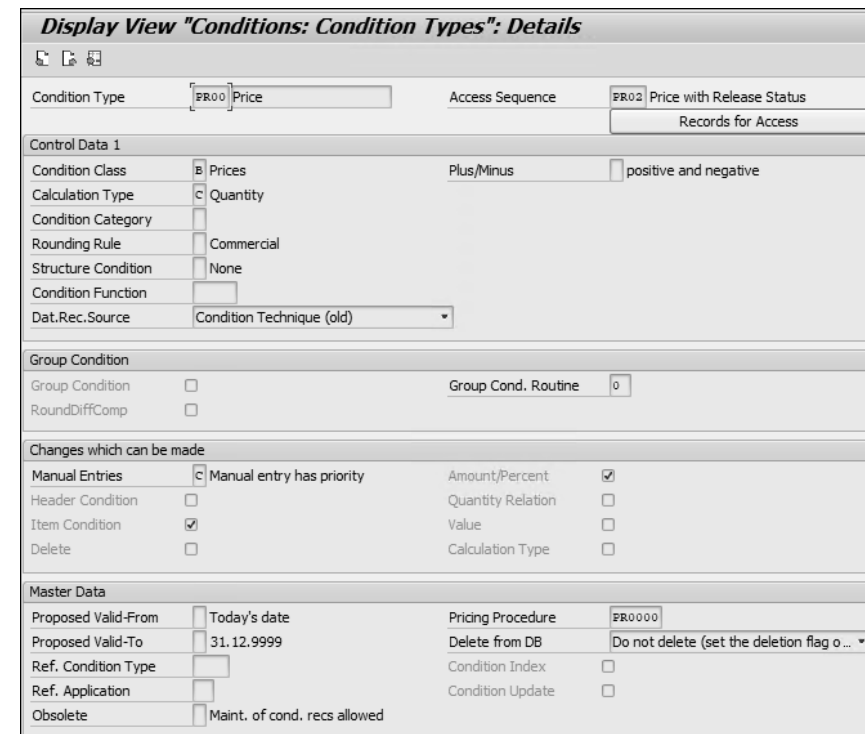 Display View "Conditions: Condition Types": Details
Condition Type PR00 Price Access Sequence PR02 Price with Release Status
Records for Access
Control Data 1
Condition Class B Prices Plus/Minus positive and negative
Calculation Type C Quantity
Condition Category
Rounding Rule Commercial
Structure Condition None
Condition Function
Dat.Rec.Source Condition Technique (old)
Group Condition
Group Condition Group Cond. Routine 0
RoundDiffComp
Changes which can be made
Manual Entries C Manual entry has priority Amount/Percent
Header Condition Quantity Relation
Item Condition Value
Delete Calculation Type
Master Data
Proposed Valid-From Today's date Pricing Procedure PR0000
Proposed Valid-To 31.12.9999 Delete from DB Do not delete (set the deletion flag o...
Ref. Condition Type Condition Index
Ref. Application Condition Update
Obsolete Maint. of cond. recs allowed